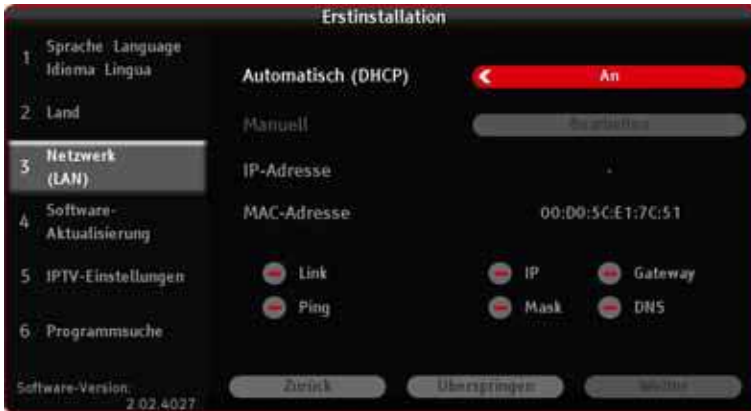 Erstinstallation
1 Sprache Language
Idioma Lingua
2 Land
3 Netzwerk
(LAN)
4 Software-
Aktualisierung
5 IPTV-Einstellungen
6 Programmsuche
Software-Version:
2.02.4027
Automatisch (DHCP)
An
Manuell
Bearbeiten
IP-Adresse
-
MAC-Adresse
00:D0:5C:E1:7C:51
Link
IP
Gateway
Ping
Mask
DNS
Zurück
Überspringen
Weiter